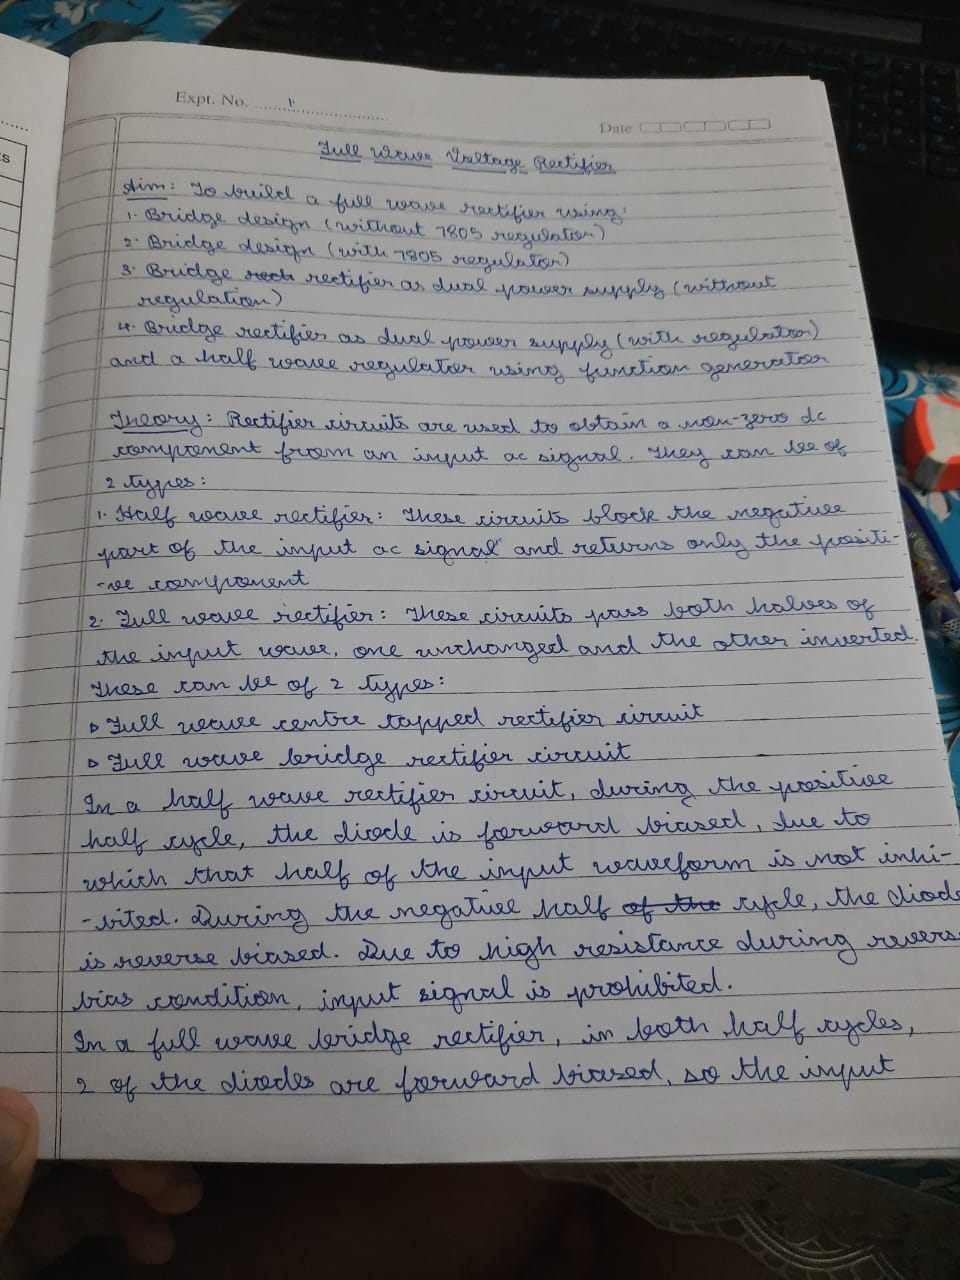 Expt. No. 1.
Date
Full Wave Voltage Rectifier
Aim: To build a full wave rectifier using:
1. Bridge design (without 7805 regulator)
2. Bridge design (with 7805 regulator)
3. Bridge rectifier as dual power supply (without
regulation)
4. Bridge rectifier as dual power supply (with regulator)
and a half wave regulator using function generator
Theory: Rectifier circuits are used to obtain a non-zero dc
component from an input ac signal. They can be of
2 types:
1. Half wave rectifier: These circuits block the negative
part of the input ac signal and returns only the positi-
-ve component
2. Full wave rectifier: These circuits pass both halves of
the input wave, one unchanged and the other inverted.
These can be of 2 types:
▹ Full wave centre tapped rectifier circuit
▹ Full wave bridge rectifier circuit
In a half wave rectifier circuit, during the positive
half cycle, the diode is forward biased, due to
which that half of the input waveform is not inhi-
-bited. During the negative half of the cycle, the diode
is reverse biased. Due to high resistance during revers
bias condition, input signal is prohibited.
In a full wave bridge rectifier, in both half cycles,
2 of the diodes are forward biased, so the input